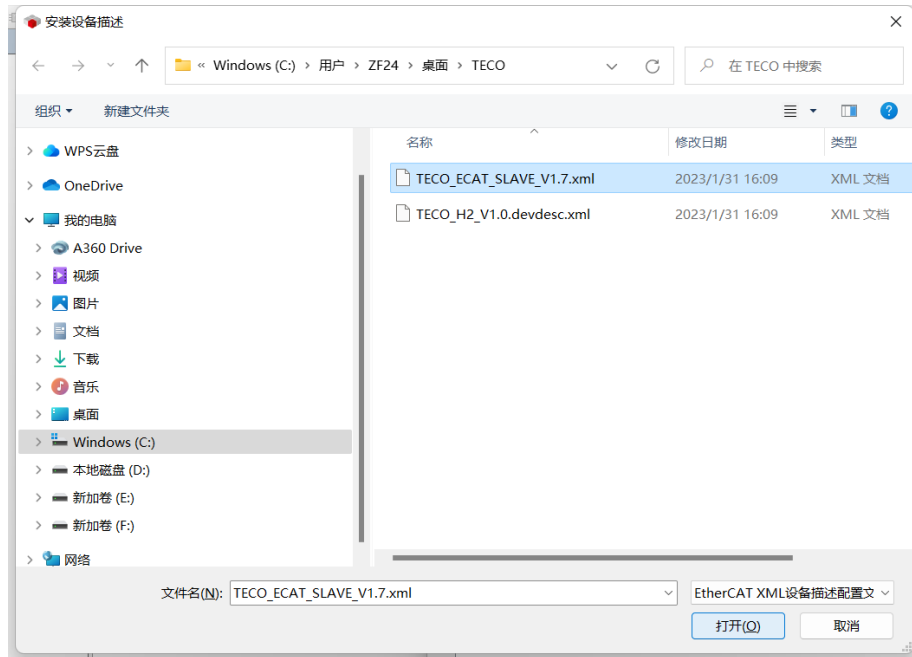 安装设备描述
« Windows (C:) › 用户 › ZF24 › 桌面 › TECO
在 TECO 中搜索
组织 新建文件夹
名称 修改日期 类型
WPS云盘
OneDrive
我的电脑
A360 Drive
视频
图片
文档
下载
音乐
桌面
Windows (C:)
本地磁盘 (D:)
新加卷 (E:)
新加卷 (F:)
网络
TECO_ECAT_SLAVE_V1.7.xml 2023/1/31 16:09 XML 文档
TECO_H2_V1.0.devdesc.xml 2023/1/31 16:09 XML 文档
文件名(N): TECO_ECAT_SLAVE_V1.7.xml EtherCAT XML设备描述配置文
打开(O) 取消